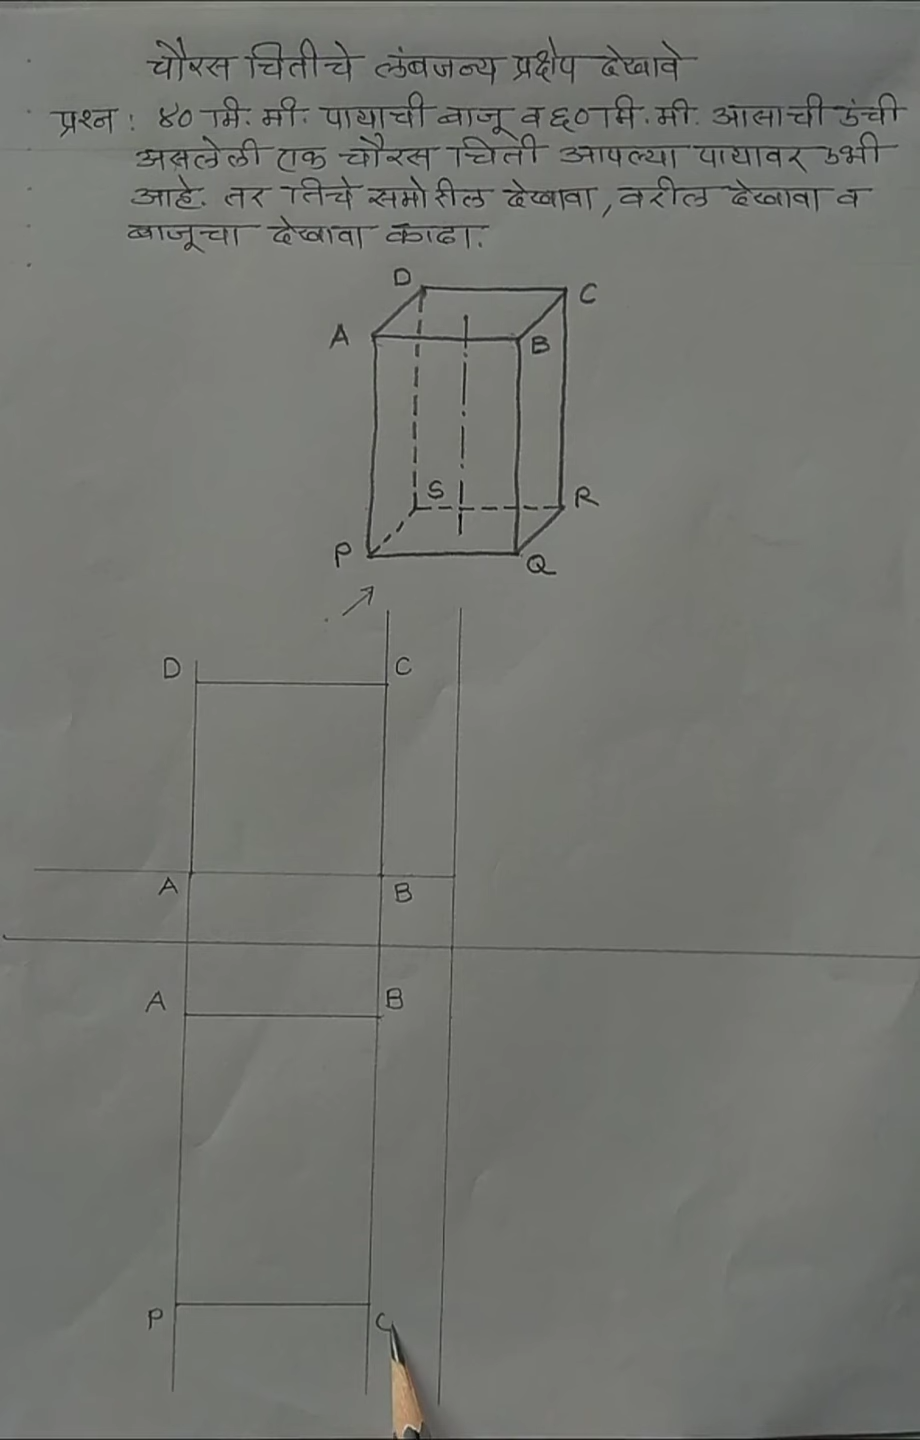 चौरस चितीचे लंबजन्य प्रक्षेप देखावे
प्रश्न : ४० मि. मी. पायाची बाजू व ६० मि. मी. आसाची उंची
असलेली एक चौरस चिती आपल्या पायावर उभी
आहे. तर तिचे समोरील देखावा, वरील देखावा व
बाजूचा देखावा काढा.
D
C
A
B
S
R
P
Q
D
C
A
B
A
B
P